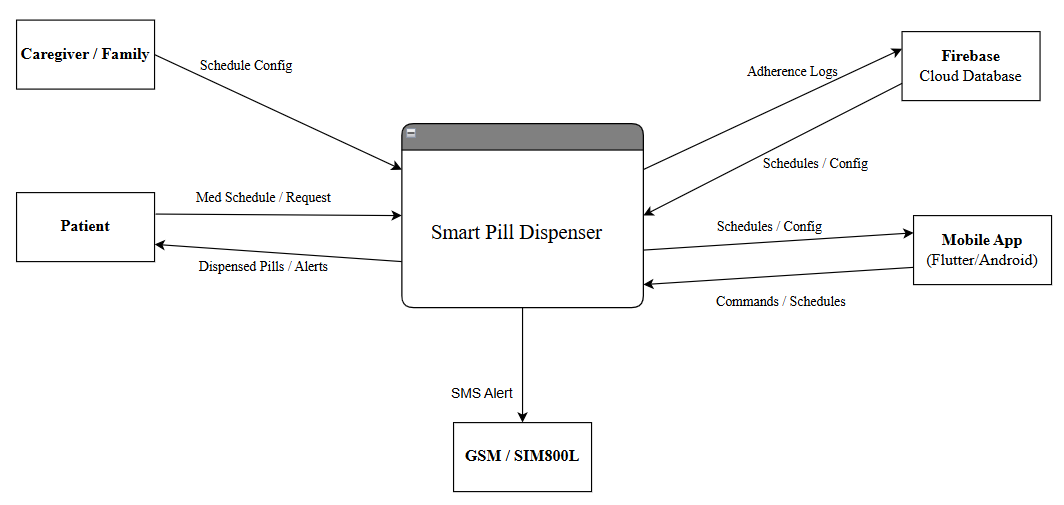 Caregiver / Family
Schedule Config
Adherence Logs
Firebase
Cloud Database
Schedules / Config
Med Schedule / Request
Patient
Dispensed Pills / Alerts
Smart Pill Dispenser
Schedules / Config
Mobile App
(Flutter/Android)
Commands / Schedules
SMS Alert
GSM / SIM800L